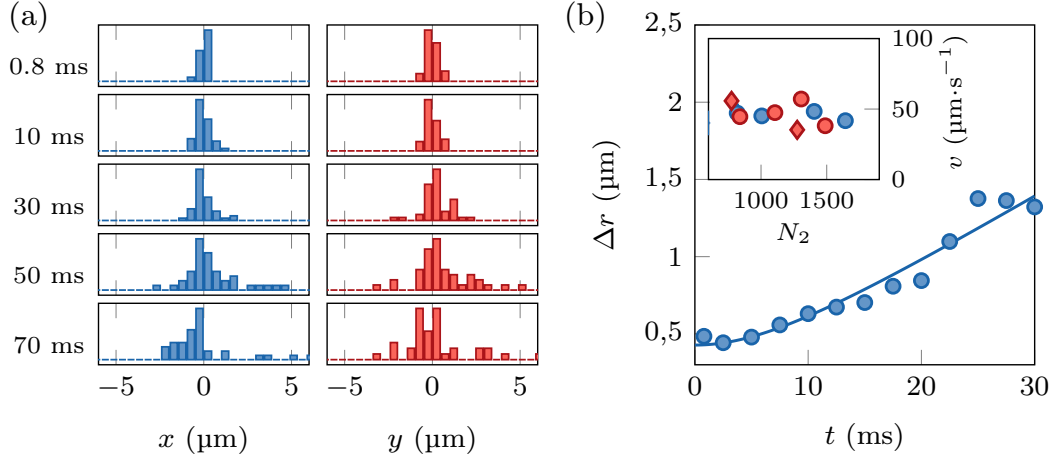 (a)
0.8 ms
10 ms
30 ms
50 ms
70 ms
−5 0 5
x (µm)
−5 0 5
y (µm)
(b)
2,5
2
1,5
1
0,5
Δr (µm)
0 10 20 30
t (ms)
100
50
0
v (µm·s⁻¹)
1000 1500
N₂